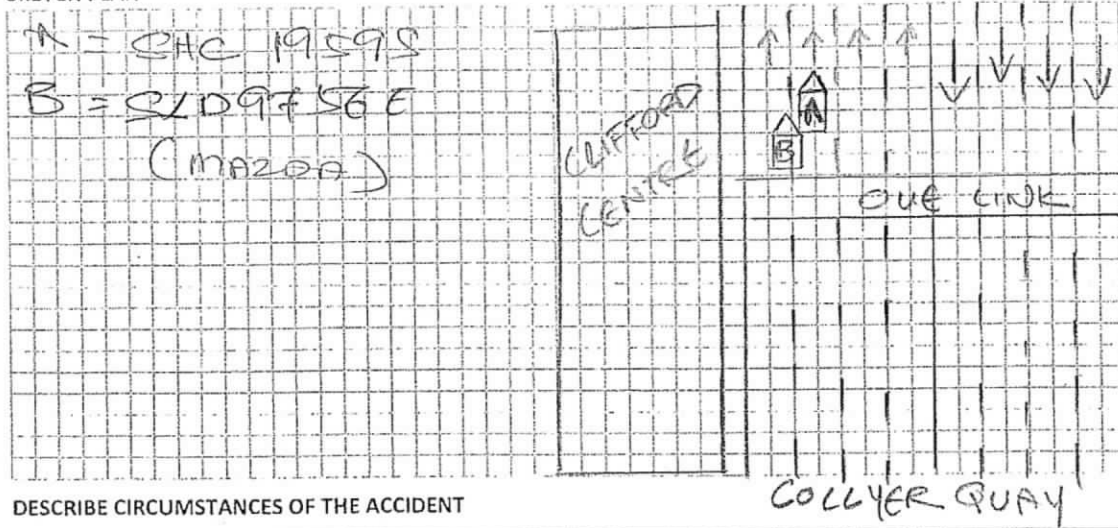 A = SHC 1959S
B = SLD9756E
(MAZDA)
CLIFFORD
CENTRE
A
B
OUE LINK
COLLYER QUAY
DESCRIBE CIRCUMSTANCES OF THE ACCIDENT